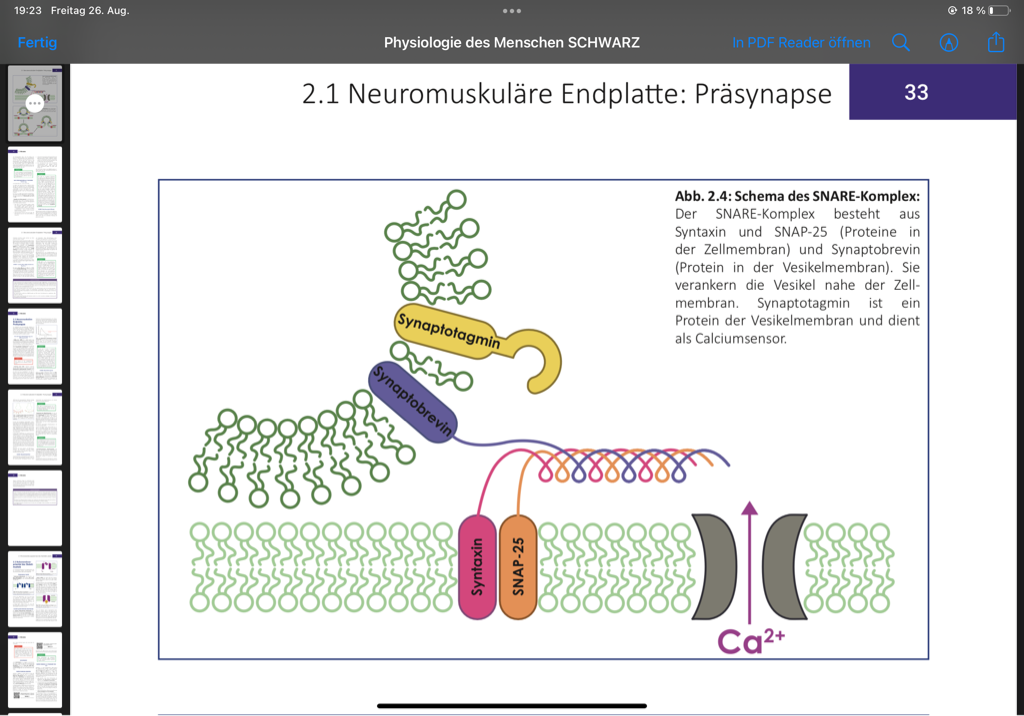 19:23 Freitag 26. Aug.
18 %
Fertig
Physiologie des Menschen SCHWARZ
In PDF Reader öffnen
2.1 Neuromuskuläre Endplatte: Präsynapse
33
Abb. 2.4: Schema des SNARE-Komplex:
Der SNARE-Komplex besteht aus
Syntaxin und SNAP-25 (Proteine in
der Zellmembran) und Synaptobrevin
(Protein in der Vesikelmembran). Sie
verankern die Vesikel nahe der Zell-
membran. Synaptotagmin ist ein
Protein der Vesikelmembran und dient
als Calciumsensor.
Synaptotagmin
Synaptobrevin
Syntaxin
SNAP-25
Ca²⁺